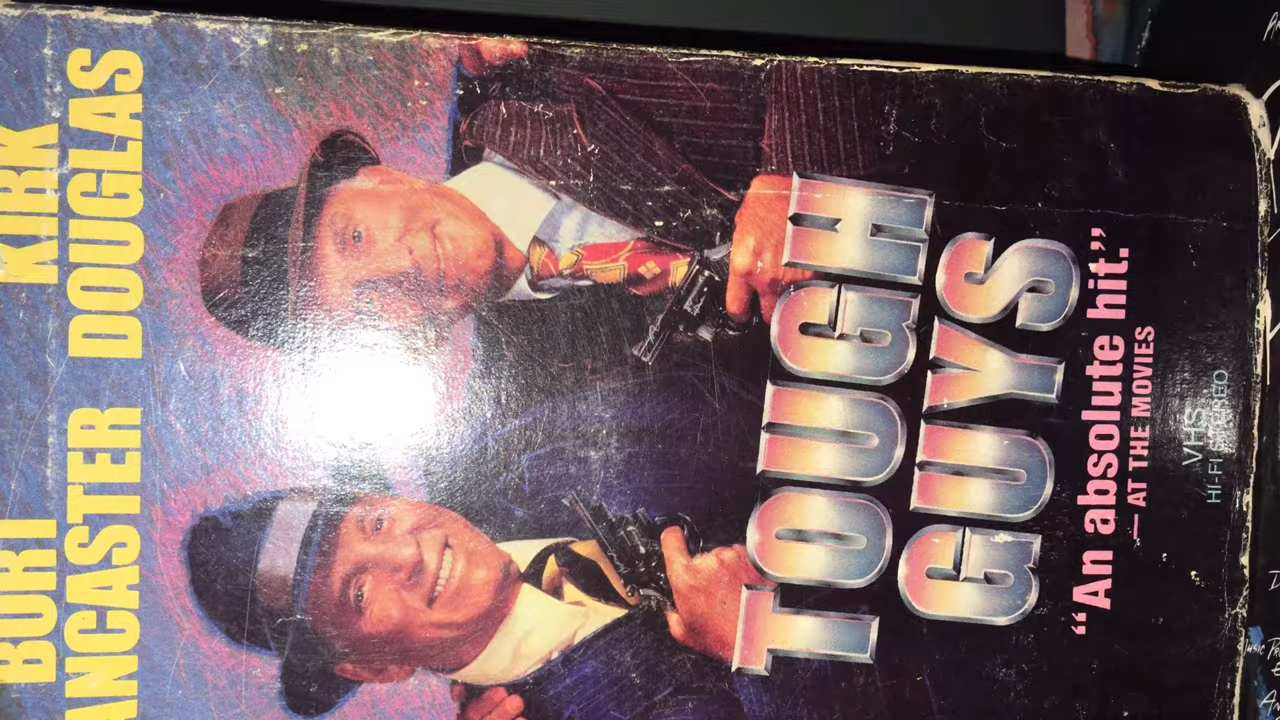 BURT KIRK
LANCASTER DOUGLAS
TOUGH
GUYS
“An absolute hit.”
— AT THE MOVIES
VHS
HI-FI STEREO